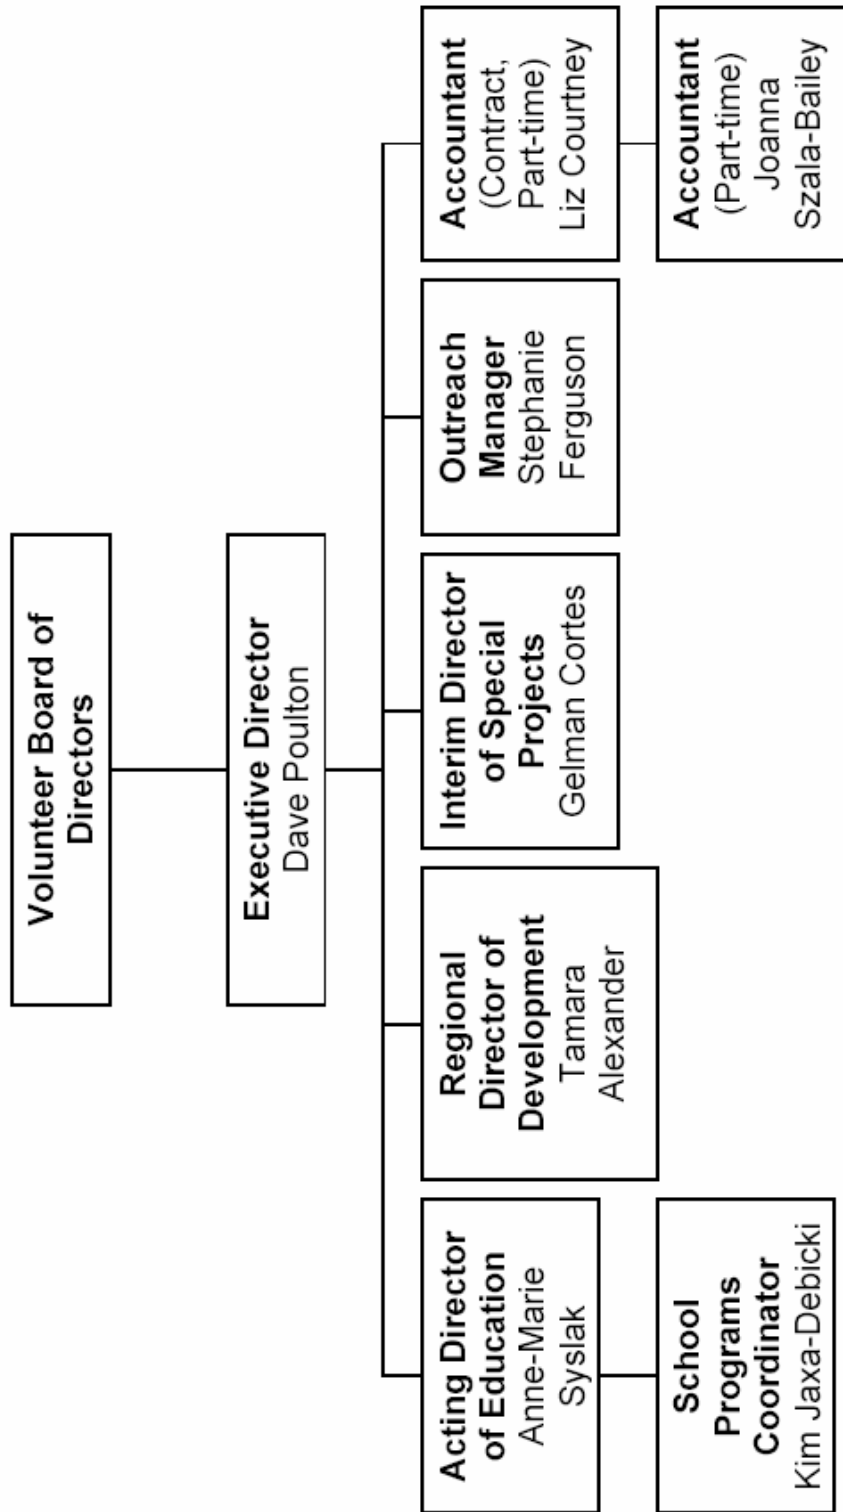 Volunteer Board of
Directors
Executive Director
Dave Poulton
Acting Director
of Education
Anne-Marie
Syslak
Regional
Director of
Development
Tamara
Alexander
Interim Director
of Special
Projects
Gelman Cortes
Outreach
Manager
Stephanie
Ferguson
Accountant
(Contract,
Part-time)
Liz Courtney
School
Programs
Coordinator
Kim Jaxa-Debicki
Accountant
(Part-time)
Joanna
Szala-Bailey